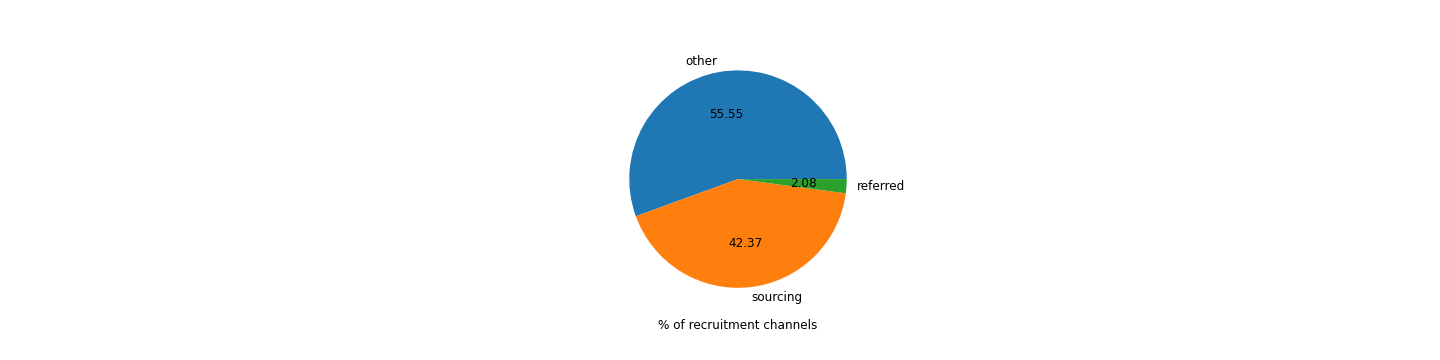 other
55.55
2.08
referred
42.37
sourcing
% of recruitment channels